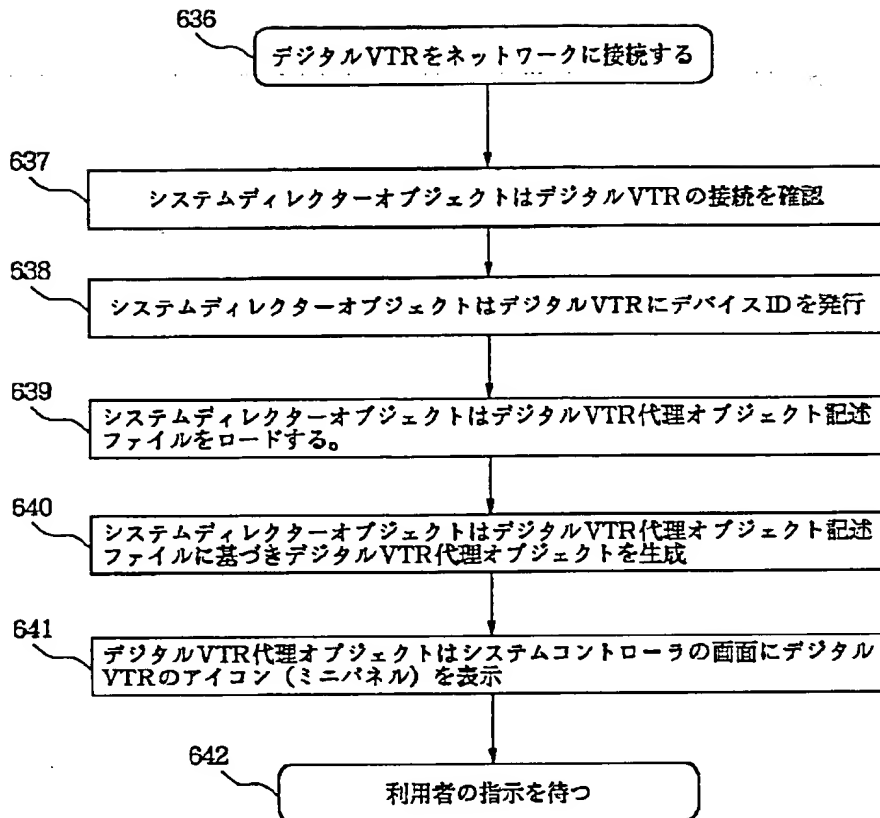 636
デジタルVTRをネットワークに接続する
637
システムディレクターオブジェクトはデジタルVTRの接続を確認
638
システムディレクターオブジェクトはデジタルVTRにデバイスIDを発行
639
システムディレクターオブジェクトはデジタルVTR代理オブジェクト記述
ファイルをロードする。
640
システムディレクターオブジェクトはデジタルVTR代理オブジェクト記述
ファイルに基づきデジタルVTR代理オブジェクトを生成
641
デジタルVTR代理オブジェクトはシステムコントローラの画面にデジタル
VTRのアイコン（ミニパネル）を表示
642
利用者の指示を待つ